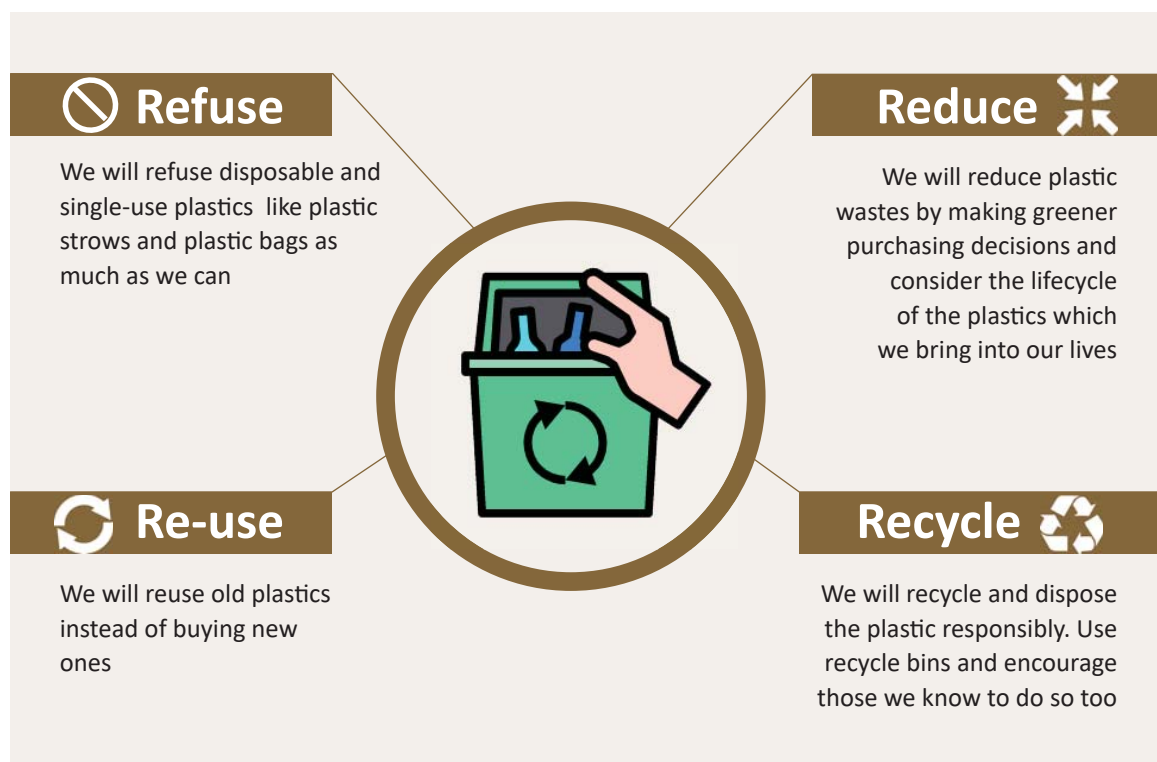 Refuse
We will refuse disposable and
single-use plastics  like plastic
strows and plastic bags as
much as we can
Reduce
We will reduce plastic
wastes by making greener
purchasing decisions and
consider the lifecycle
of the plastics which
we bring into our lives
Re-use
We will reuse old plastics
instead of buying new
ones
Recycle
We will recycle and dispose
the plastic responsibly. Use
recycle bins and encourage
those we know to do so too